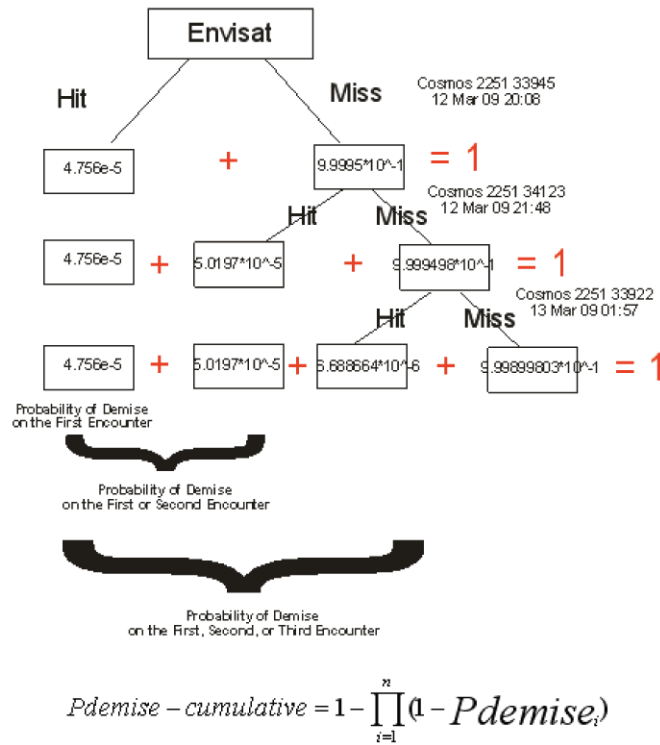 Envisat
Hit
Miss
Cosmos 2251 33945
12 Mar 09 20:08
4.756e-5 + 9.9995*10^-1 = 1
Cosmos 2251 34123
12 Mar 09 21:48
Hit
Miss
4.756e-5 + 5.0197*10^-5 + 9.999498*10^-1 = 1
Cosmos 2251 33922
13 Mar 09 01:57
Hit
Miss
4.756e-5 + 5.0197*10^-5 + 6.688664*10^-6 + 9.99899803*10^-1 = 1
Probability of Demise
on the First Encounter
Probability of Demise
on the First or Second Encounter
Probability of Demise
on the First, Second, or Third Encounter
Pdemise – cumulative = 1 − ∏_{i=1}^{n} (1 − Pdemise_i)